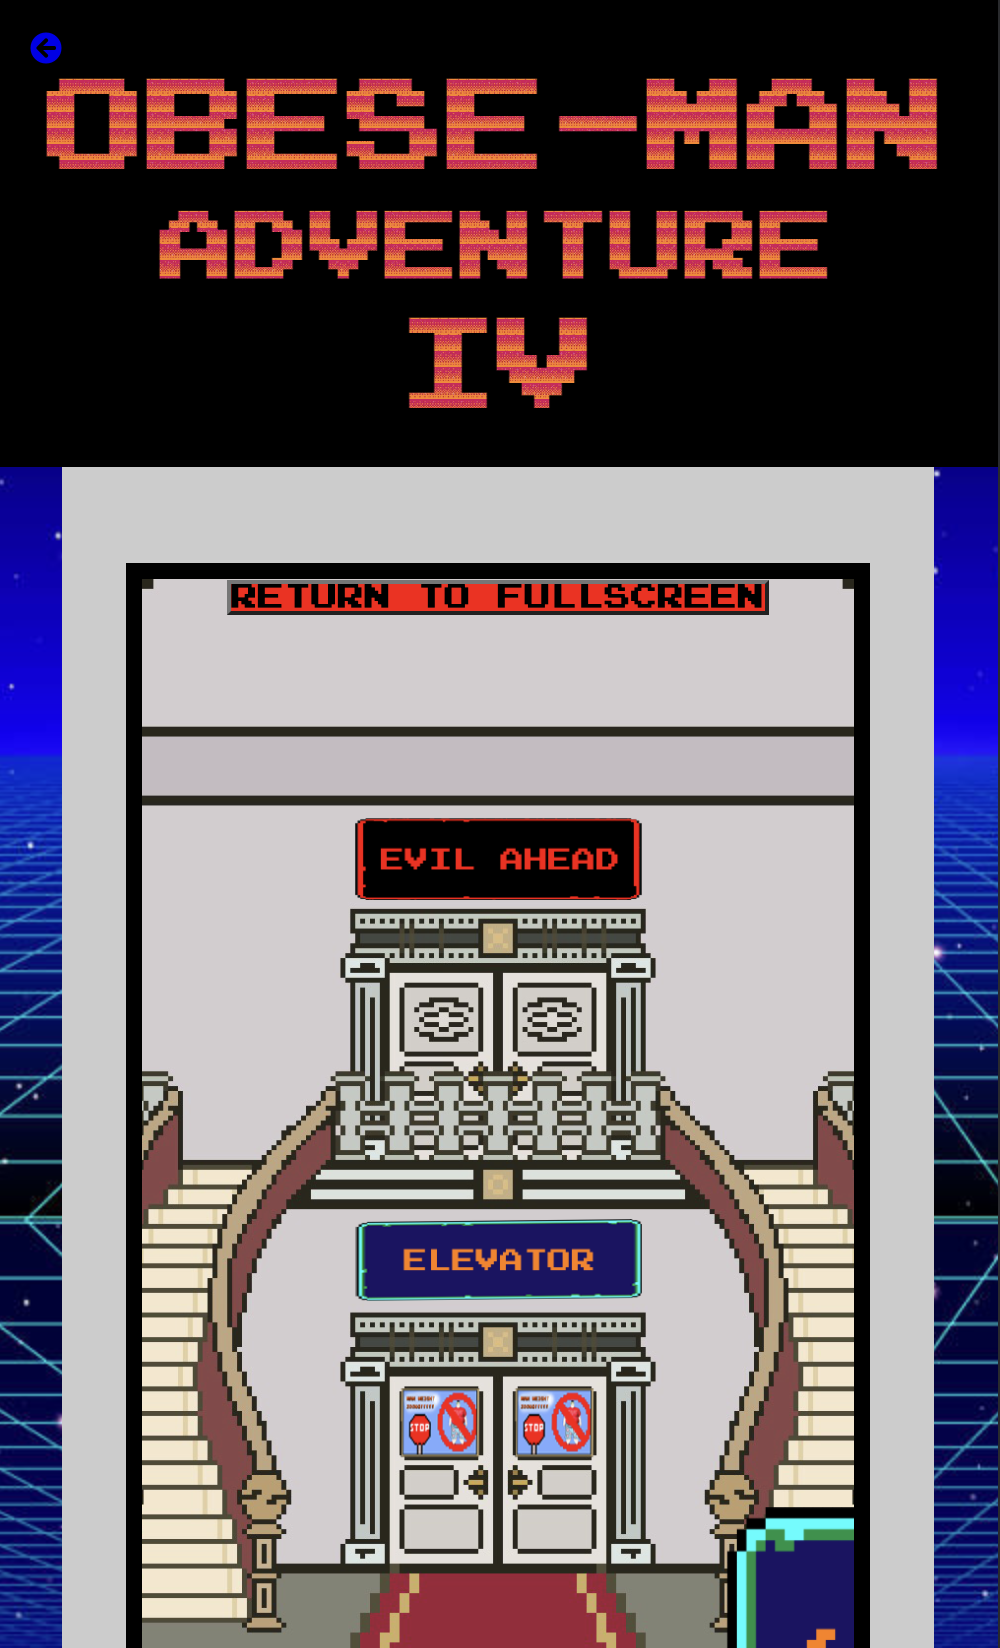 OBESE-MAN
ADVENTURE
IV
RETURN TO FULLSCREEN
EVIL AHEAD
ELEVATOR
STOP
STOP